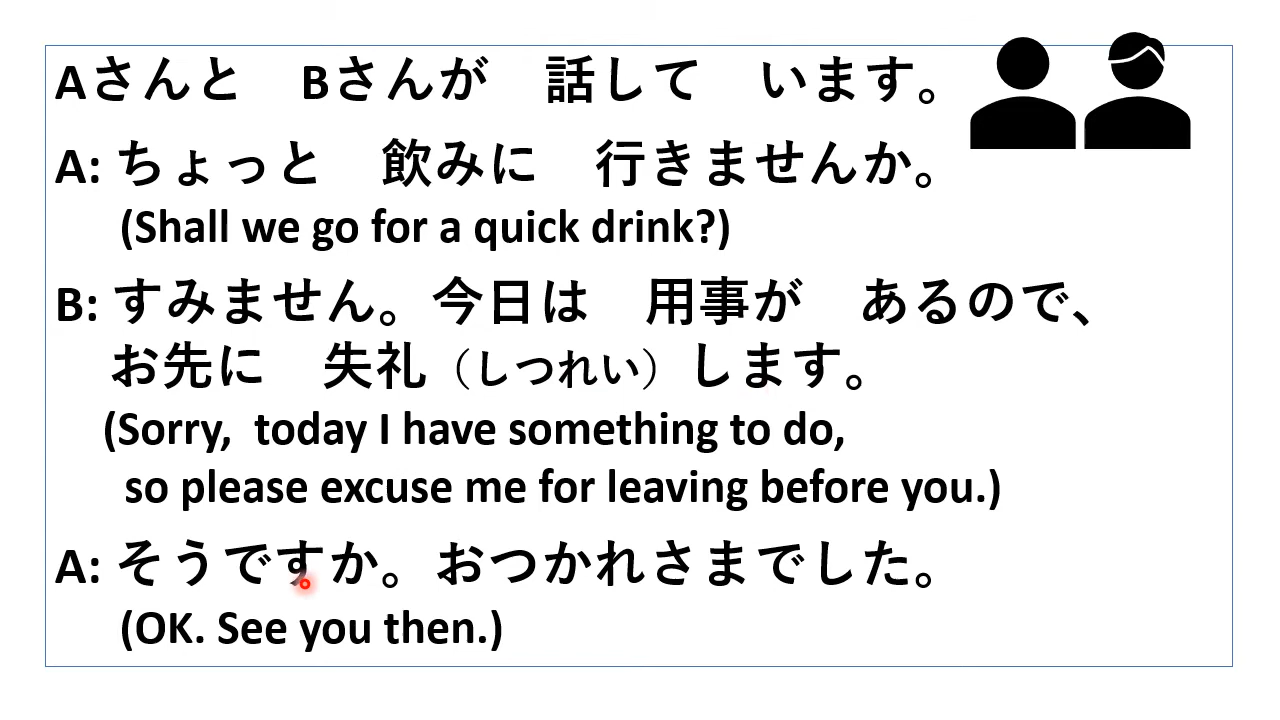 Aさんと　Bさんが　話して　います。
A: ちょっと　飲みに　行きませんか。
(Shall we go for a quick drink?)
B: すみません。今日は　用事が　あるので、
お先に　失礼（しつれい）します。
(Sorry,  today I have something to do,
so please excuse me for leaving before you.)
A: そうですか。おつかれさまでした。
(OK. See you then.)